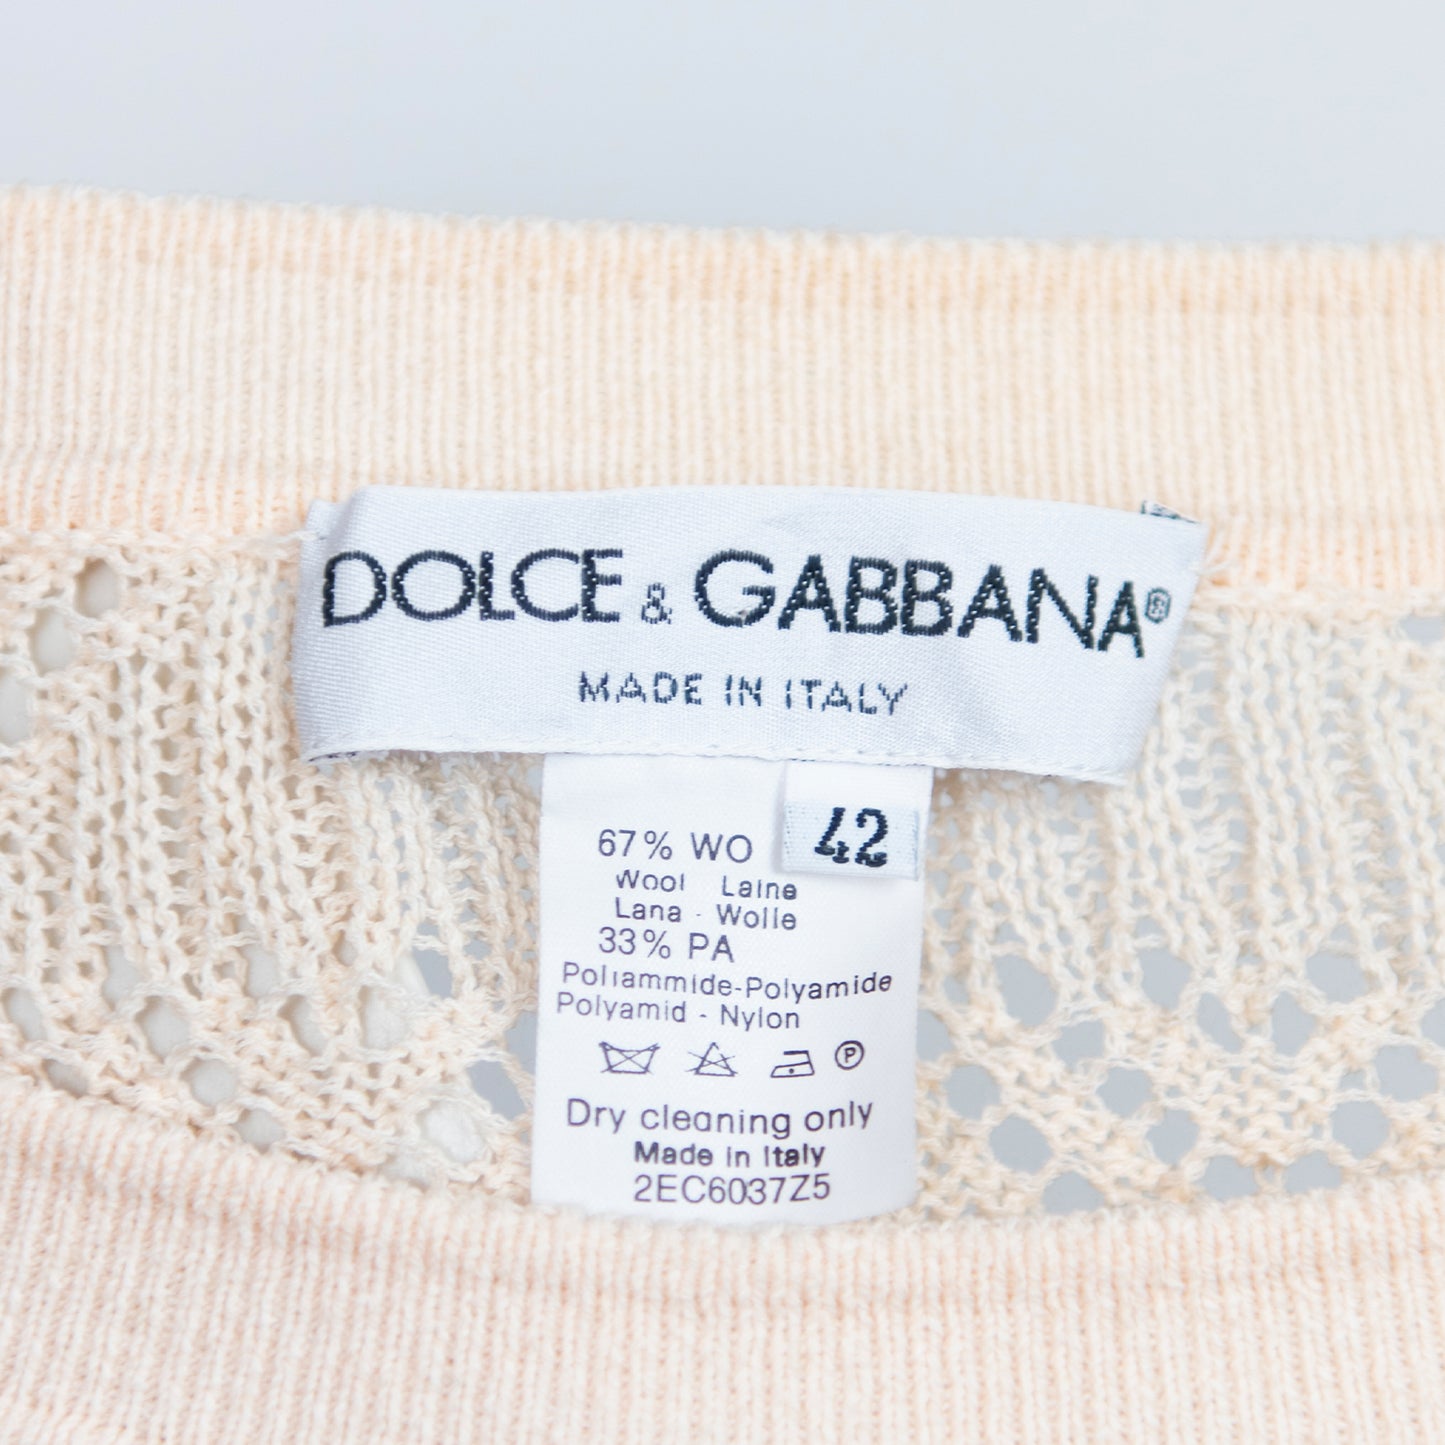 DOLCE & GABBANA®
MADE IN ITALY
42
67% WO
Wool Laine
Lana - Wolle
33% PA
Poliammide-Polyamide
Polyamid - Nylon
P
Dry cleaning only
Made in Italy
2EC6037Z5